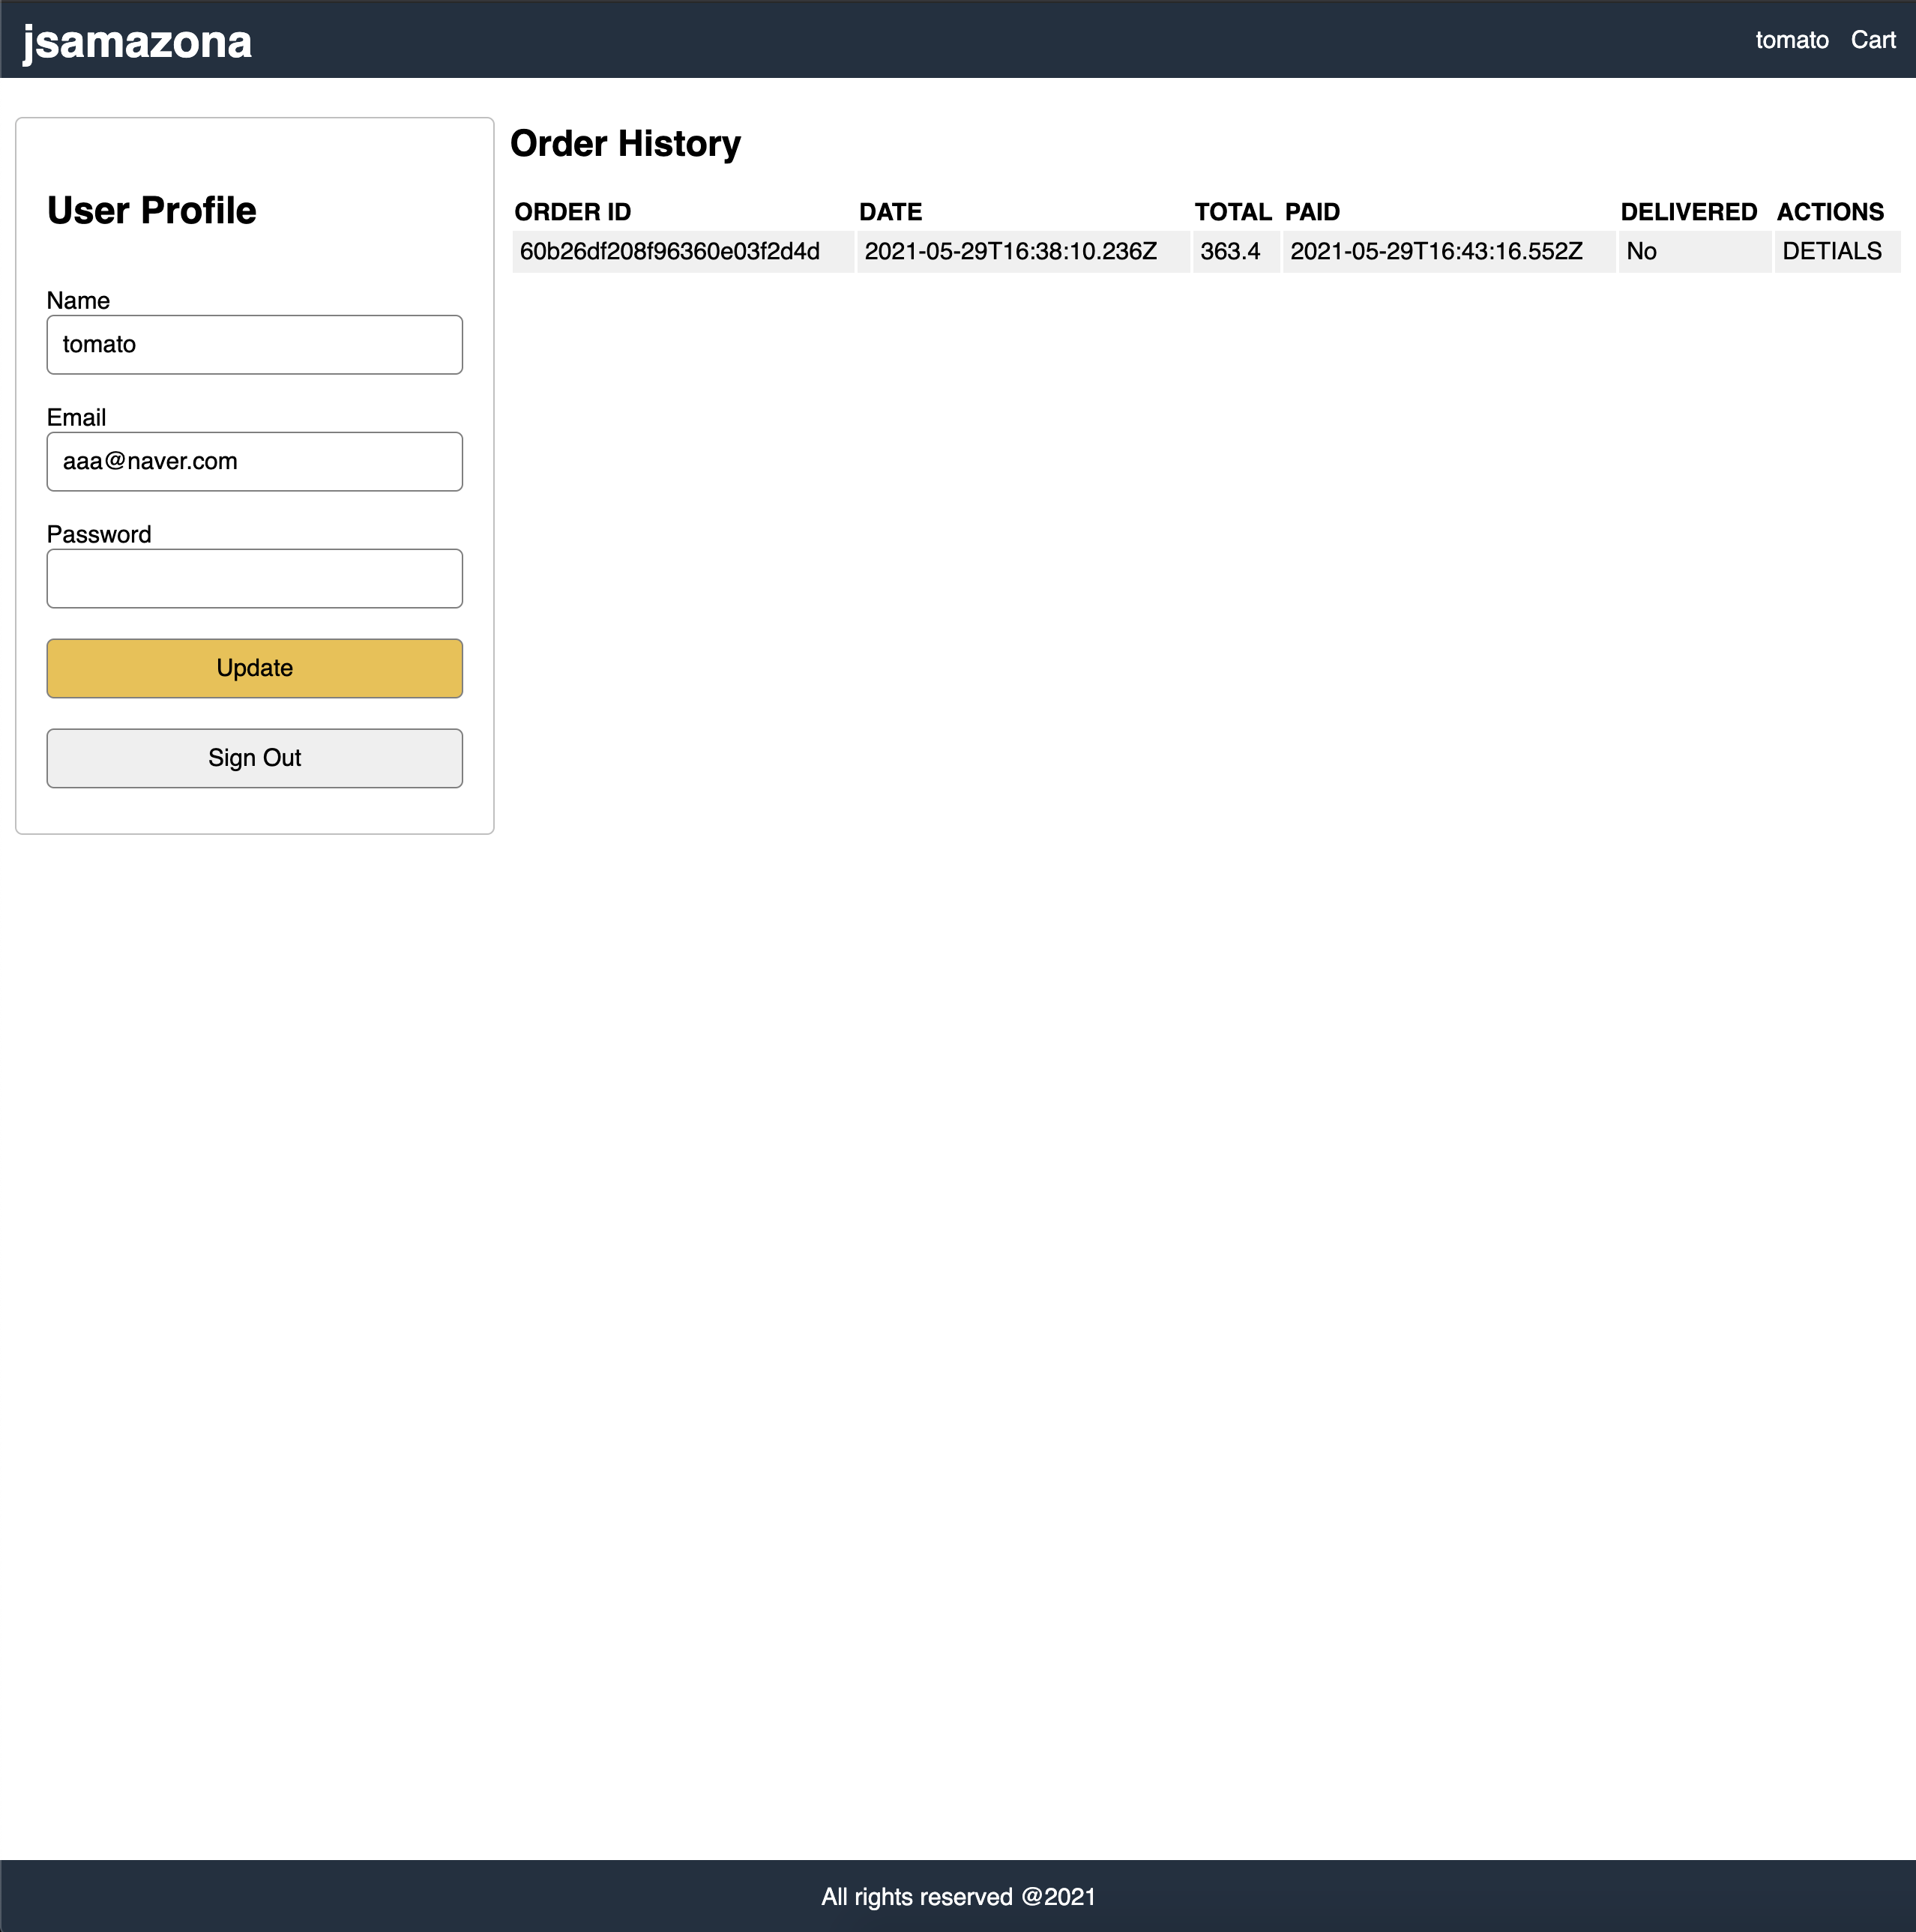 jsamazona
tomato Cart
User Profile
Name
tomato
Email
aaa@naver.com
Password
Update
Sign Out
Order History
ORDER ID DATE TOTAL PAID DELIVERED ACTIONS
60b26df208f96360e03f2d4d 2021-05-29T16:38:10.236Z 363.4 2021-05-29T16:43:16.552Z No DETIALS
All rights reserved @2021